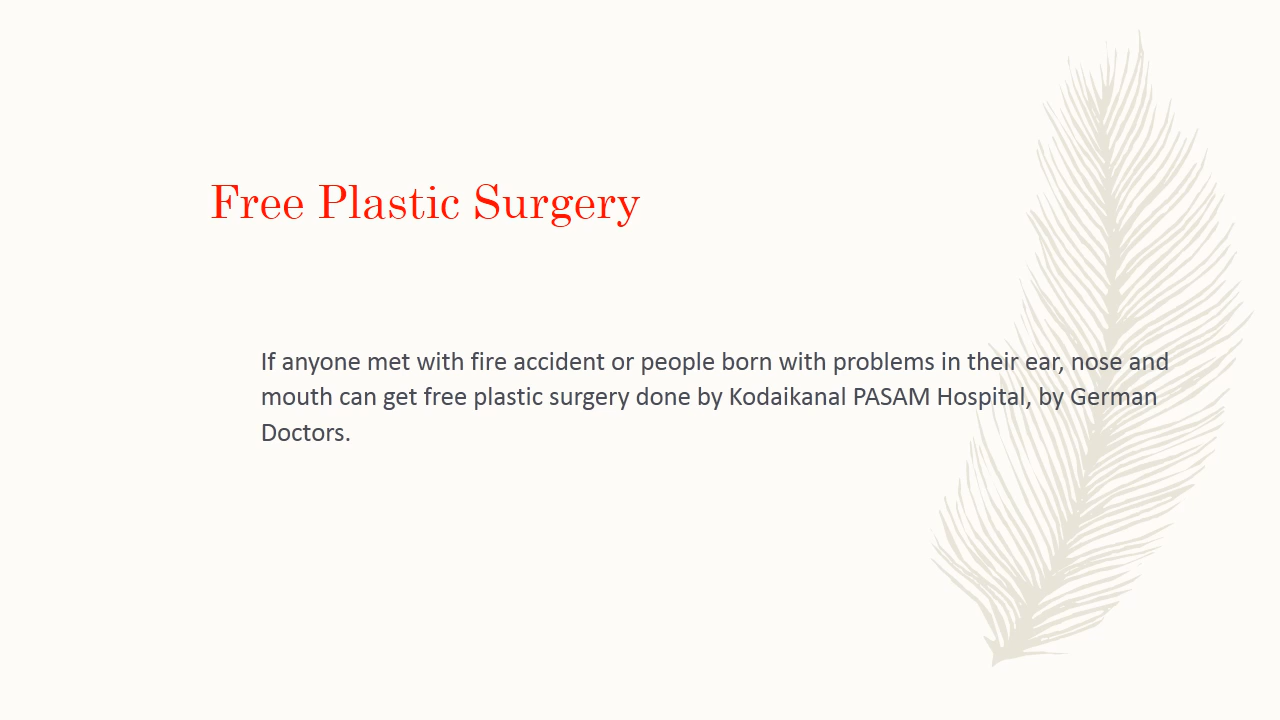 Free Plastic Surgery
If anyone met with fire accident or people born with problems in their ear, nose and
mouth can get free plastic surgery done by Kodaikanal PASAM Hospital, by German
Doctors.